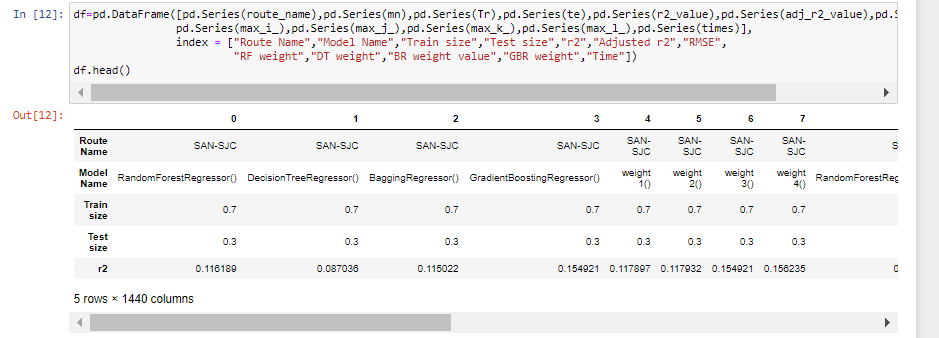 In [12]: df=pd.DataFrame([pd.Series(route_name),pd.Series(mn),pd.Series(Tr),pd.Series(te),pd.Series(r2_value),pd.Series(adj_r2_value),pd.S
pd.Series(max_i_),pd.Series(max_j_),pd.Series(max_k_),pd.Series(max_l_),pd.Series(times)],
index = ["Route Name","Model Name","Train size","Test size","r2","Adjusted r2","RMSE",
"RF weight","DT weight","BR weight value","GBR weight","Time"])
df.head()
Out[12]:
0 1 2 3 4 5 6 7
Route Name SAN-SJC SAN-SJC SAN-SJC SAN-SJC SAN-SJC SAN-SJC SAN-SJC SAN-SJC S
Model Name RandomForestRegressor() DecisionTreeRegressor() BaggingRegressor() GradientBoostingRegressor() weight 1() weight 2() weight 3() weight 4() RandomForestReg
Train size 0.7 0.7 0.7 0.7 0.7 0.7 0.7 0.7
Test size 0.3 0.3 0.3 0.3 0.3 0.3 0.3 0.3
r2 0.116189 0.087036 0.115022 0.154921 0.117897 0.117932 0.154921 0.156235 0
5 rows × 1440 columns